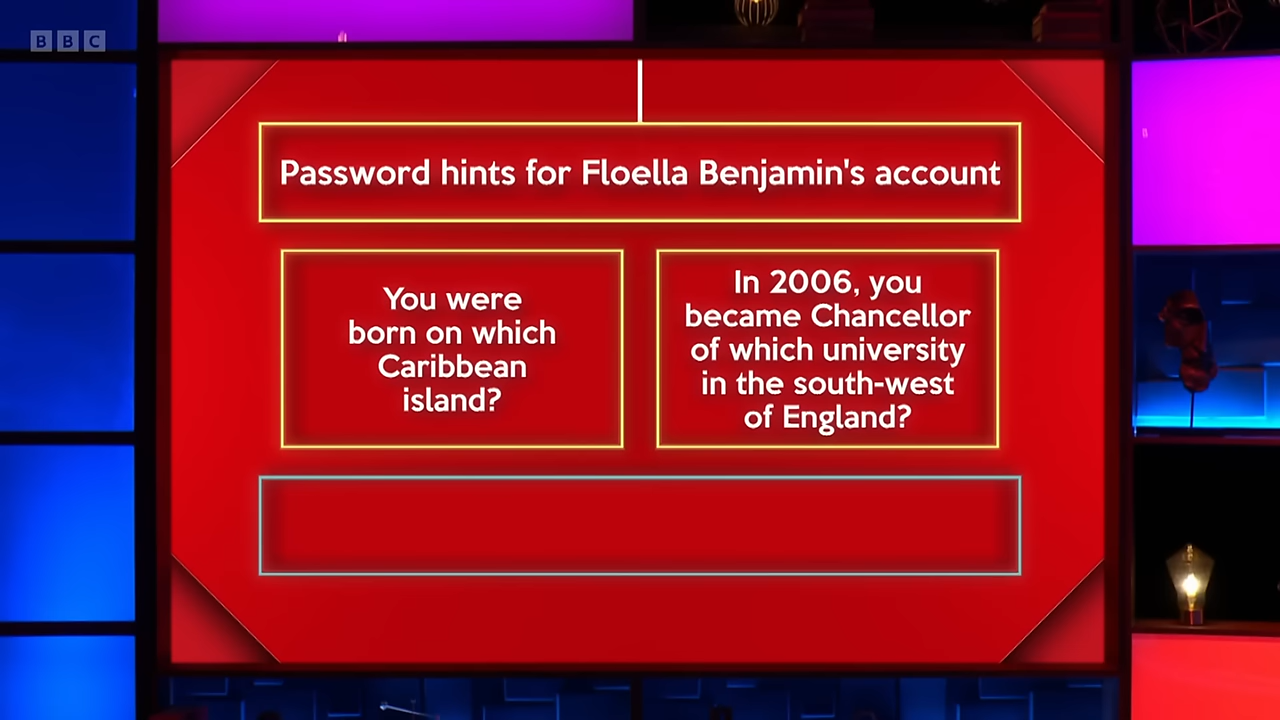 BBC
Password hints for Floella Benjamin's account
You were
born on which
Caribbean
island?
In 2006, you
became Chancellor
of which university
in the south-west
of England?